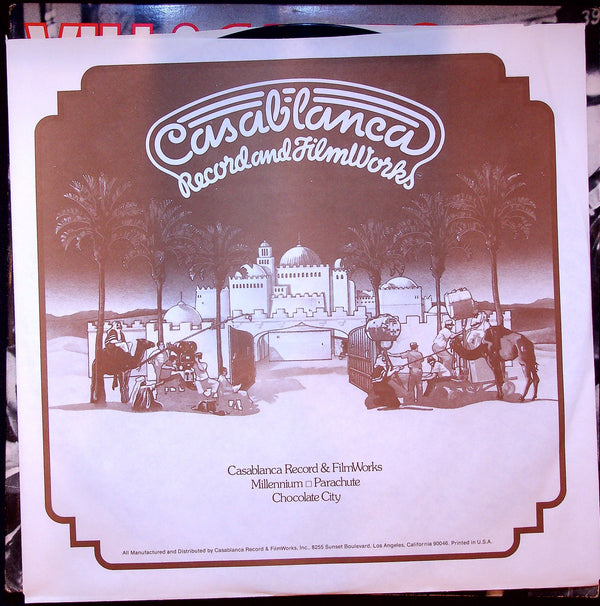 39
Casablanca
Record and FilmWorks
Casablanca Record & FilmWorks
Millennium □ Parachute
Chocolate City
All Manufactured and Distributed by Casablanca Record & FilmWorks, Inc., 8255 Sunset Boulevard, Los Angeles, California 90046. Printed in U.S.A.